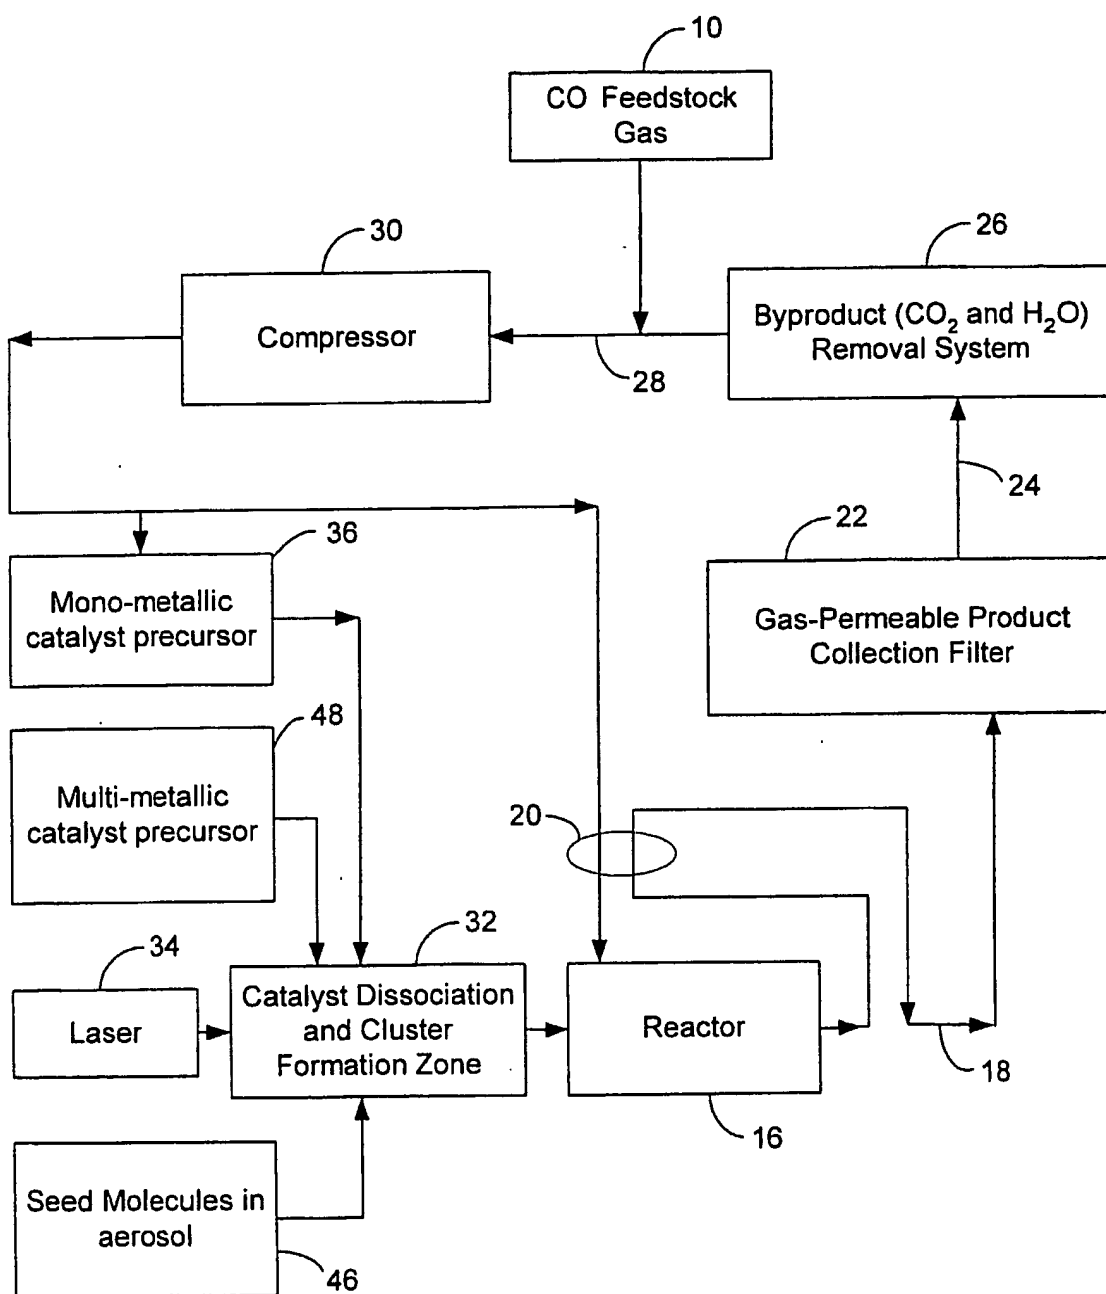 10
CO Feedstock
Gas
30
26
Compressor
Byproduct (CO₂ and H₂O)
Removal System
28
24
36
22
Mono-metallic
catalyst precursor
Gas-Permeable Product
Collection Filter
48
Multi-metallic
catalyst precursor
20
34
32
Laser
Catalyst Dissociation
and Cluster
Formation Zone
Reactor
18
16
Seed Molecules in
aerosol
46